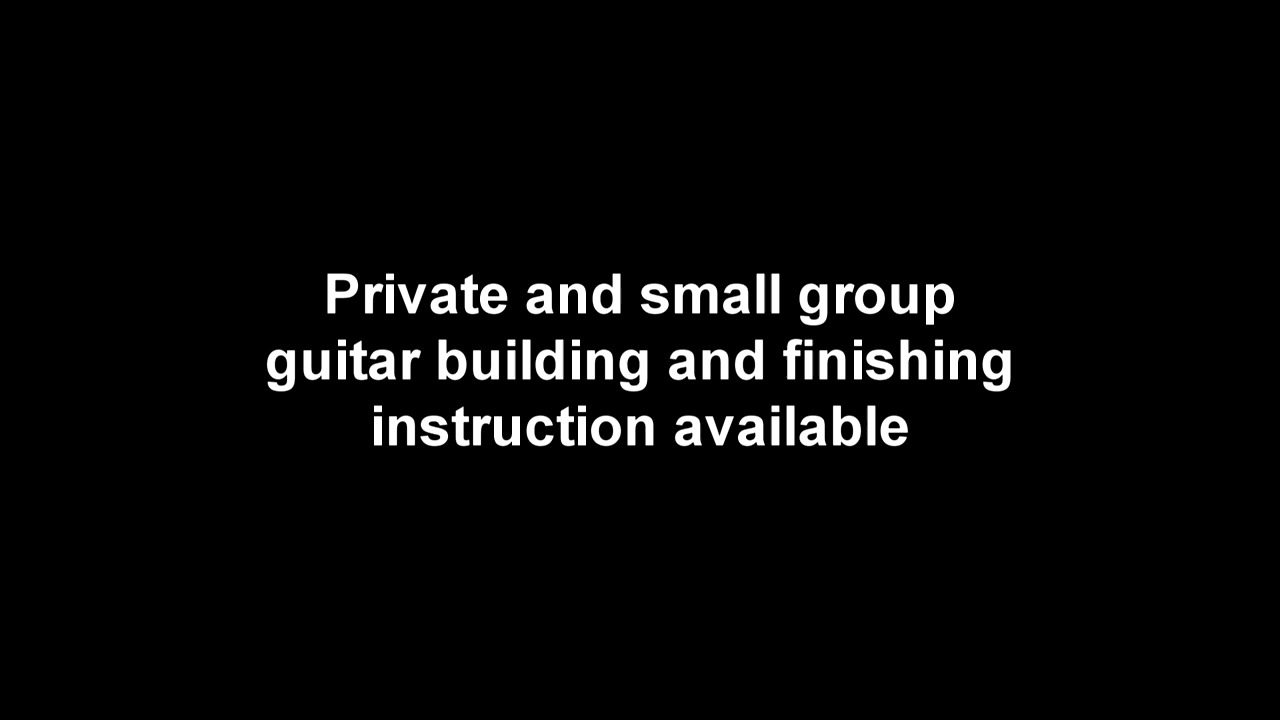 Private and small group
guitar building and finishing
instruction available